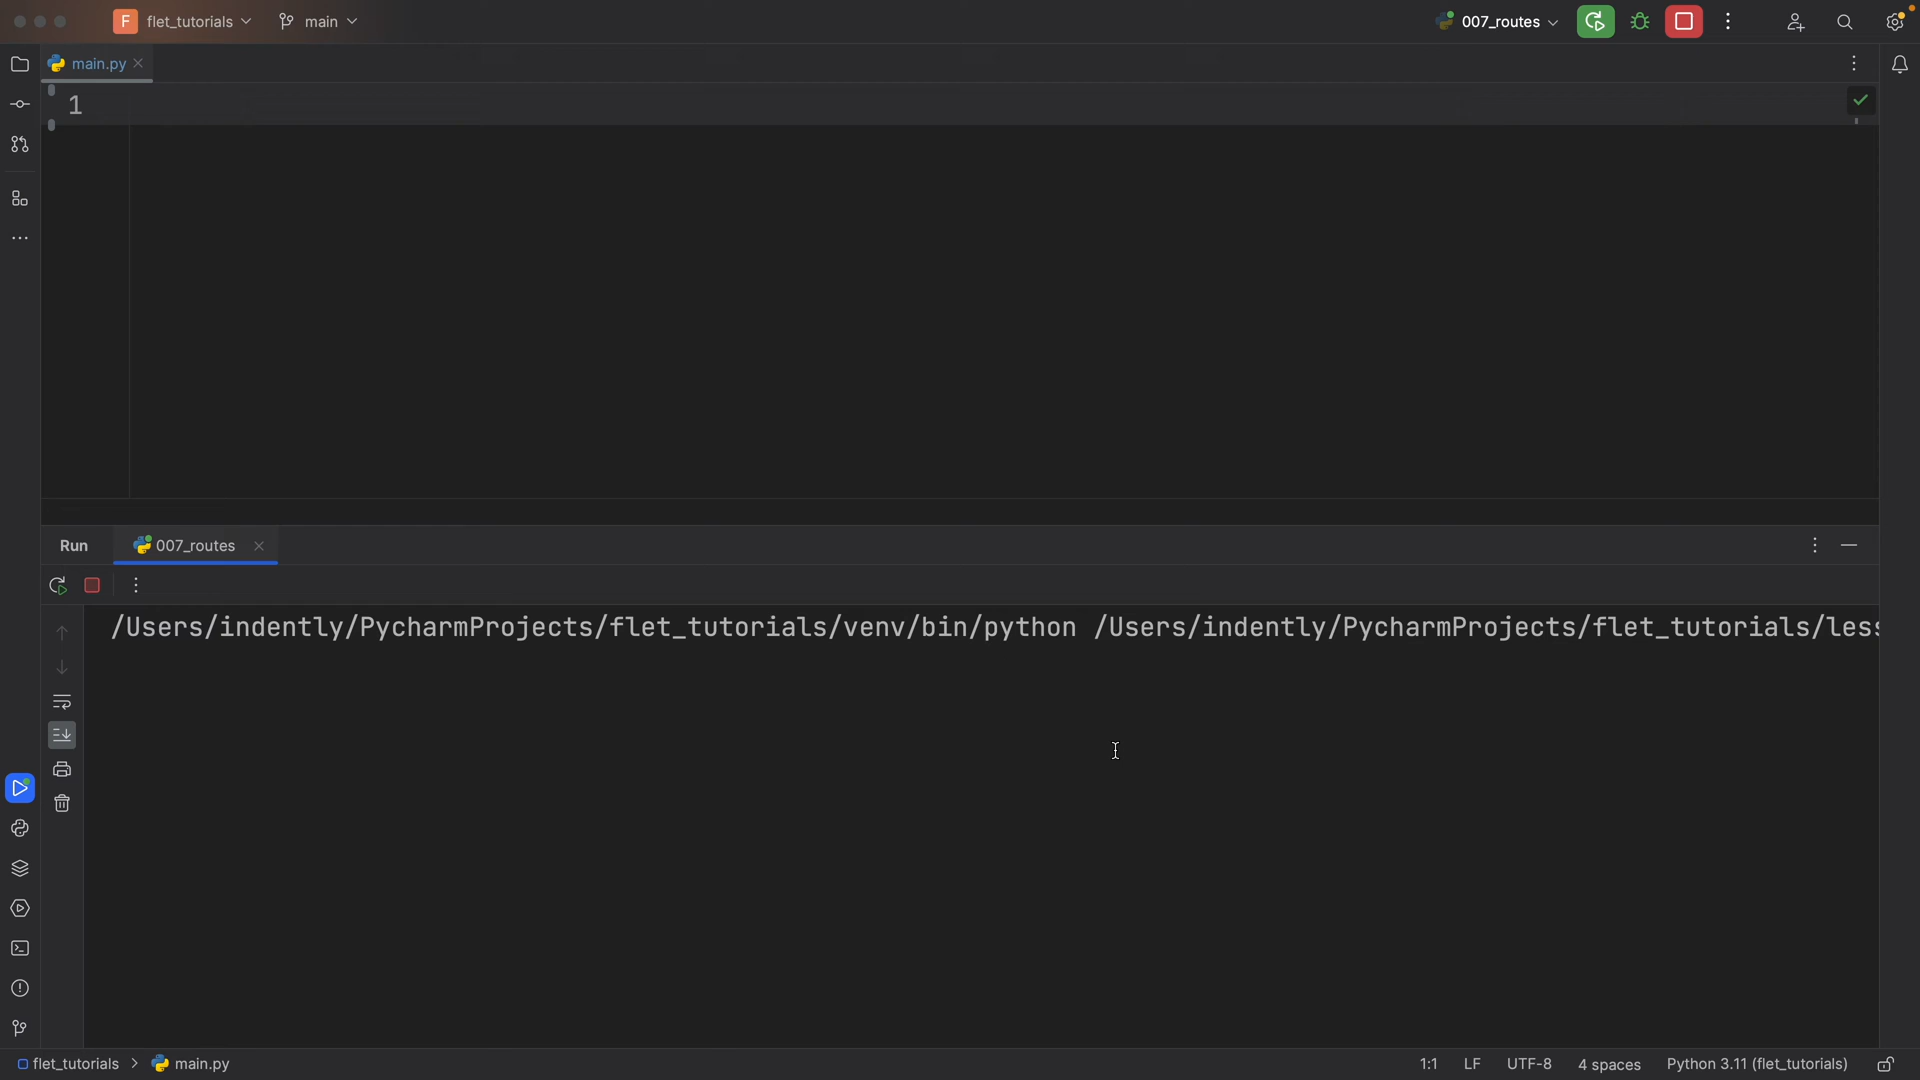 F flet_tutorials main 007_routes
main.py
1
Run 007_routes
/Users/indently/PycharmProjects/flet_tutorials/venv/bin/python /Users/indently/PycharmProjects/flet_tutorials/less
flet_tutorials main.py 1:1 LF UTF-8 4 spaces Python 3.11 (flet_tutorials)